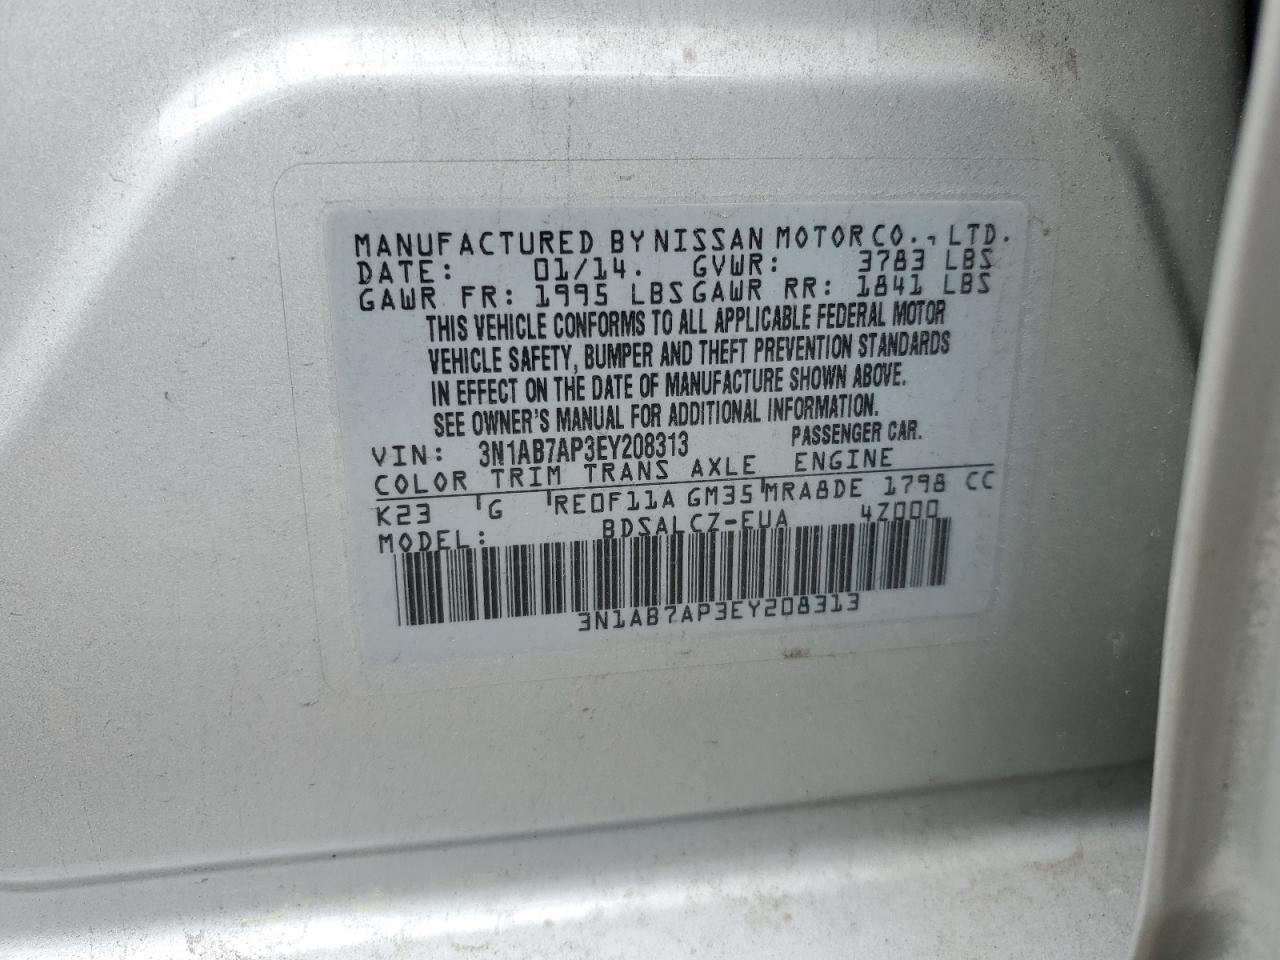 MANUFACTURED BY NISSAN MOTOR CO., LTD.
DATE: 01/14. GVWR: 3783 LBS
GAWR FR: 1995 LBS GAWR RR: 1841 LBS
THIS VEHICLE CONFORMS TO ALL APPLICABLE FEDERAL MOTOR
VEHICLE SAFETY, BUMPER AND THEFT PREVENTION STANDARDS
IN EFFECT ON THE DATE OF MANUFACTURE SHOWN ABOVE.
SEE OWNER'S MANUAL FOR ADDITIONAL INFORMATION.
VIN: 3N1AB7AP3EY208313 PASSENGER CAR.
COLOR TRIM TRANS AXLE ENGINE
K23 G RE0F11A GM35 MRA8DE 1798 CC
MODEL: BDSALCZ-EUA 4Z000
3N1AB7AP3EY208313